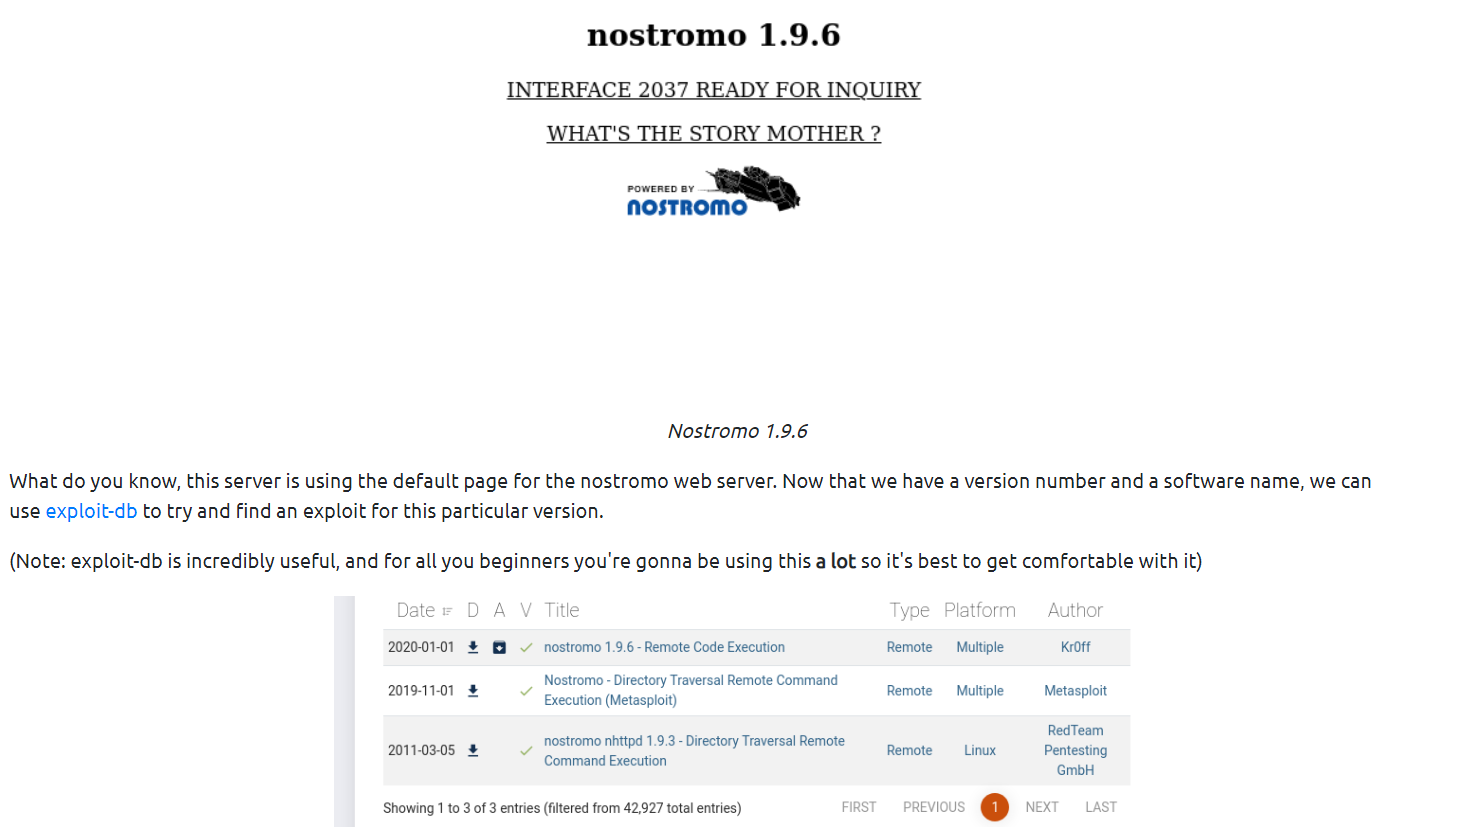 nostromo 1.9.6
INTERFACE 2037 READY FOR INQUIRY
WHAT'S THE STORY MOTHER ?
POWERED BY
nostromo
Nostromo 1.9.6
What do you know, this server is using the default page for the nostromo web server. Now that we have a version number and a software name, we can
use exploit-db to try and find an exploit for this particular version.
(Note: exploit-db is incredibly useful, and for all you beginners you're gonna be using this a lot so it's best to get comfortable with it)
Date D A V Title Type Platform Author
2020-01-01 nostromo 1.9.6 - Remote Code Execution Remote Multiple Kr0ff
2019-11-01 Nostromo - Directory Traversal Remote Command Execution (Metasploit) Remote Multiple Metasploit
2011-03-05 nostromo nhttpd 1.9.3 - Directory Traversal Remote Command Execution Remote Linux RedTeam Pentesting GmbH
Showing 1 to 3 of 3 entries (filtered from 42,927 total entries) FIRST PREVIOUS 1 NEXT LAST